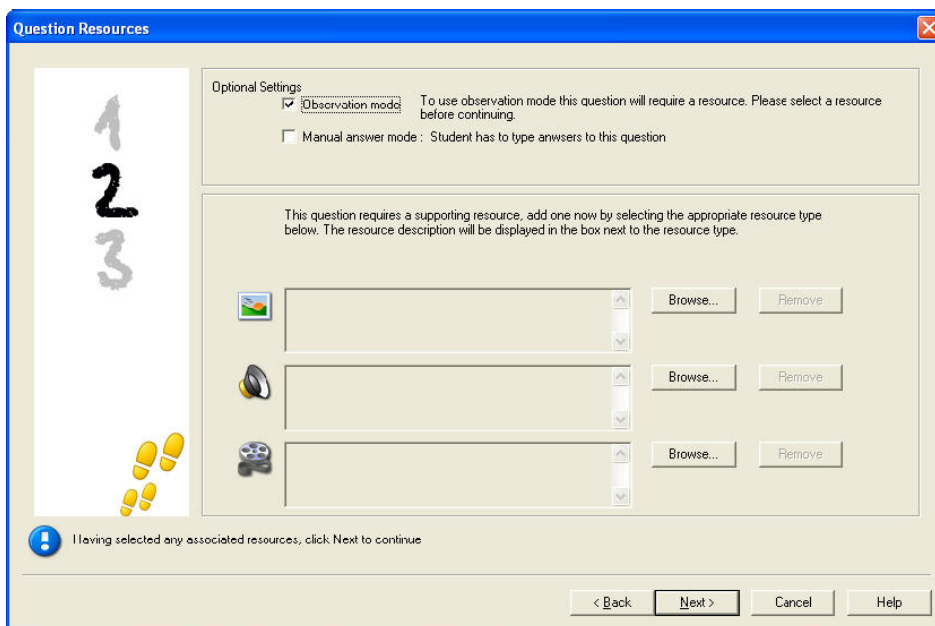 Question Resources
1
2
3
Optional Settings
Observation mode
To use observation mode this question will require a resource. Please select a resource
before continuing.
Manual answer mode : Student has to type anwsers to this question
This question requires a supporting resource, add one now by selecting the appropriate resource type
below. The resource description will be displayed in the box next to the resource type.
Browse...
Remove
Browse...
Remove
Browse...
Remove
Having selected any associated resources, click Next to continue
< Back
Next >
Cancel
Help